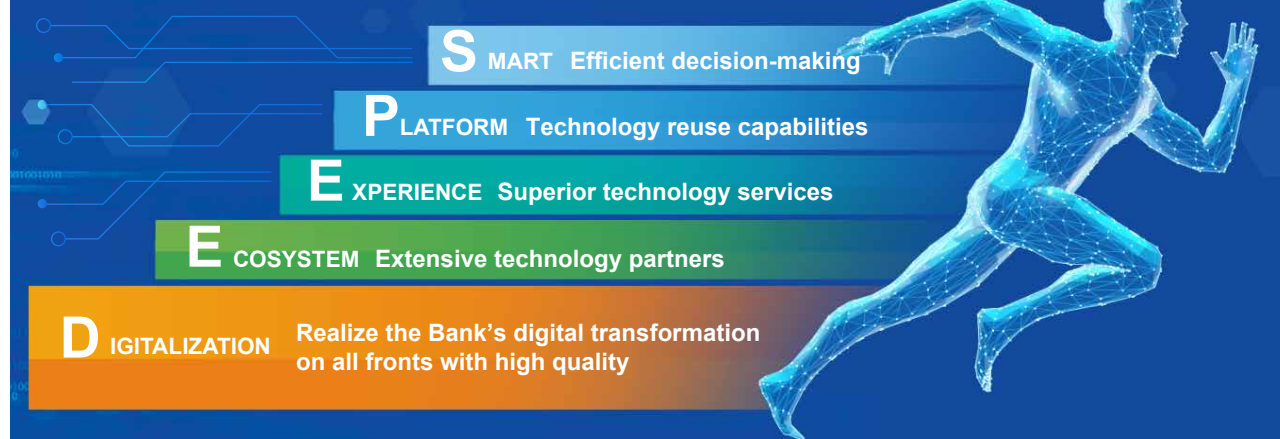 SMART Efficient decision-making
PLATFORM Technology reuse capabilities
EXPERIENCE Superior technology services
ECOSYSTEM Extensive technology partners
DIGITALIZATION Realize the Bank’s digital transformation
on all fronts with high quality